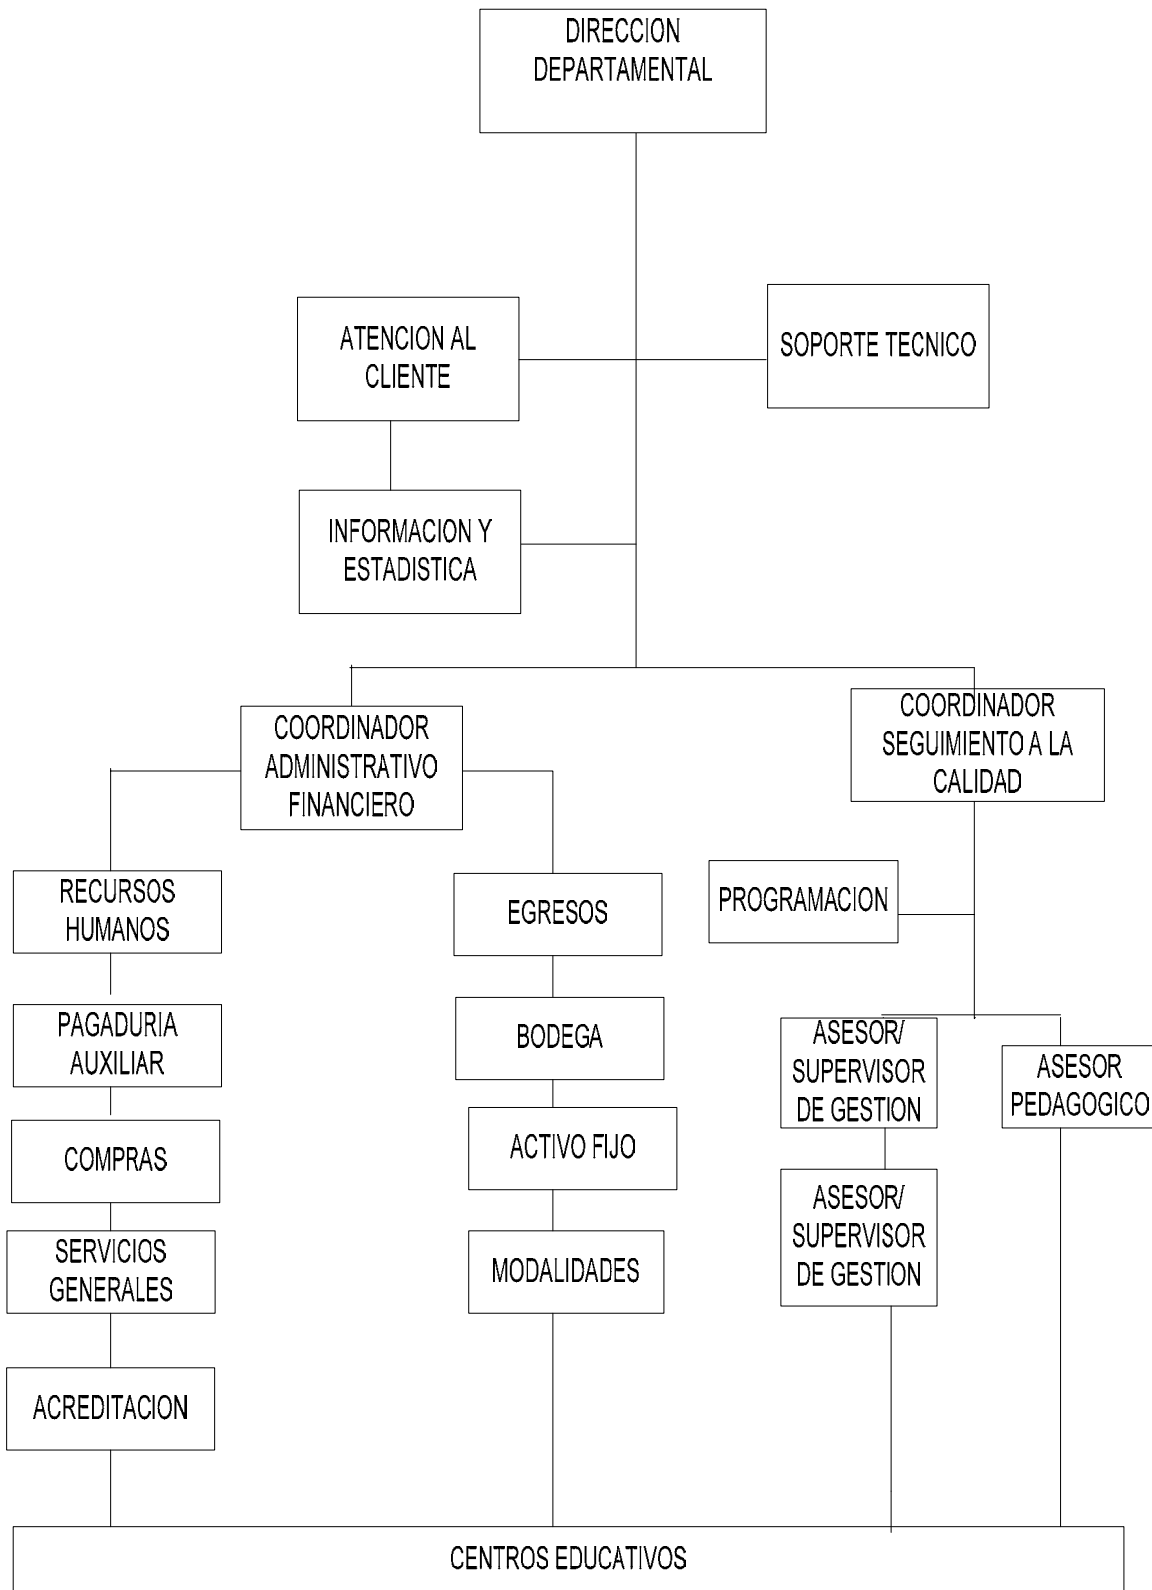 DIRECCION
DEPARTAMENTAL
ATENCION AL
CLIENTE
SOPORTE TECNICO
INFORMACION Y
ESTADISTICA
COORDINADOR
ADMINISTRATIVO
FINANCIERO
COORDINADOR
SEGUIMIENTO A LA
CALIDAD
RECURSOS
HUMANOS
EGRESOS
PROGRAMACION
PAGADURIA
AUXILIAR
BODEGA
ASESOR/
SUPERVISOR
DE GESTION
ASESOR
PEDAGOGICO
COMPRAS
ACTIVO FIJO
ASESOR/
SUPERVISOR
DE GESTION
SERVICIOS
GENERALES
MODALIDADES
ACREDITACION
CENTROS EDUCATIVOS